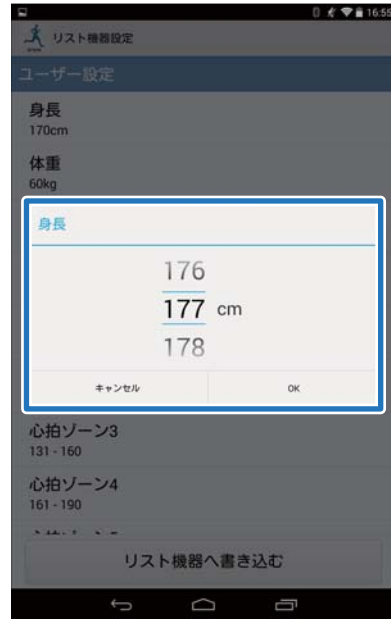 16:55
リスト機器設定
ユーザー設定
身長
170cm
体重
60kg
身長
176
177 cm
178
キャンセル
OK
心拍ゾーン3
131 - 160
心拍ゾーン4
161 - 190
リスト機器へ書き込む